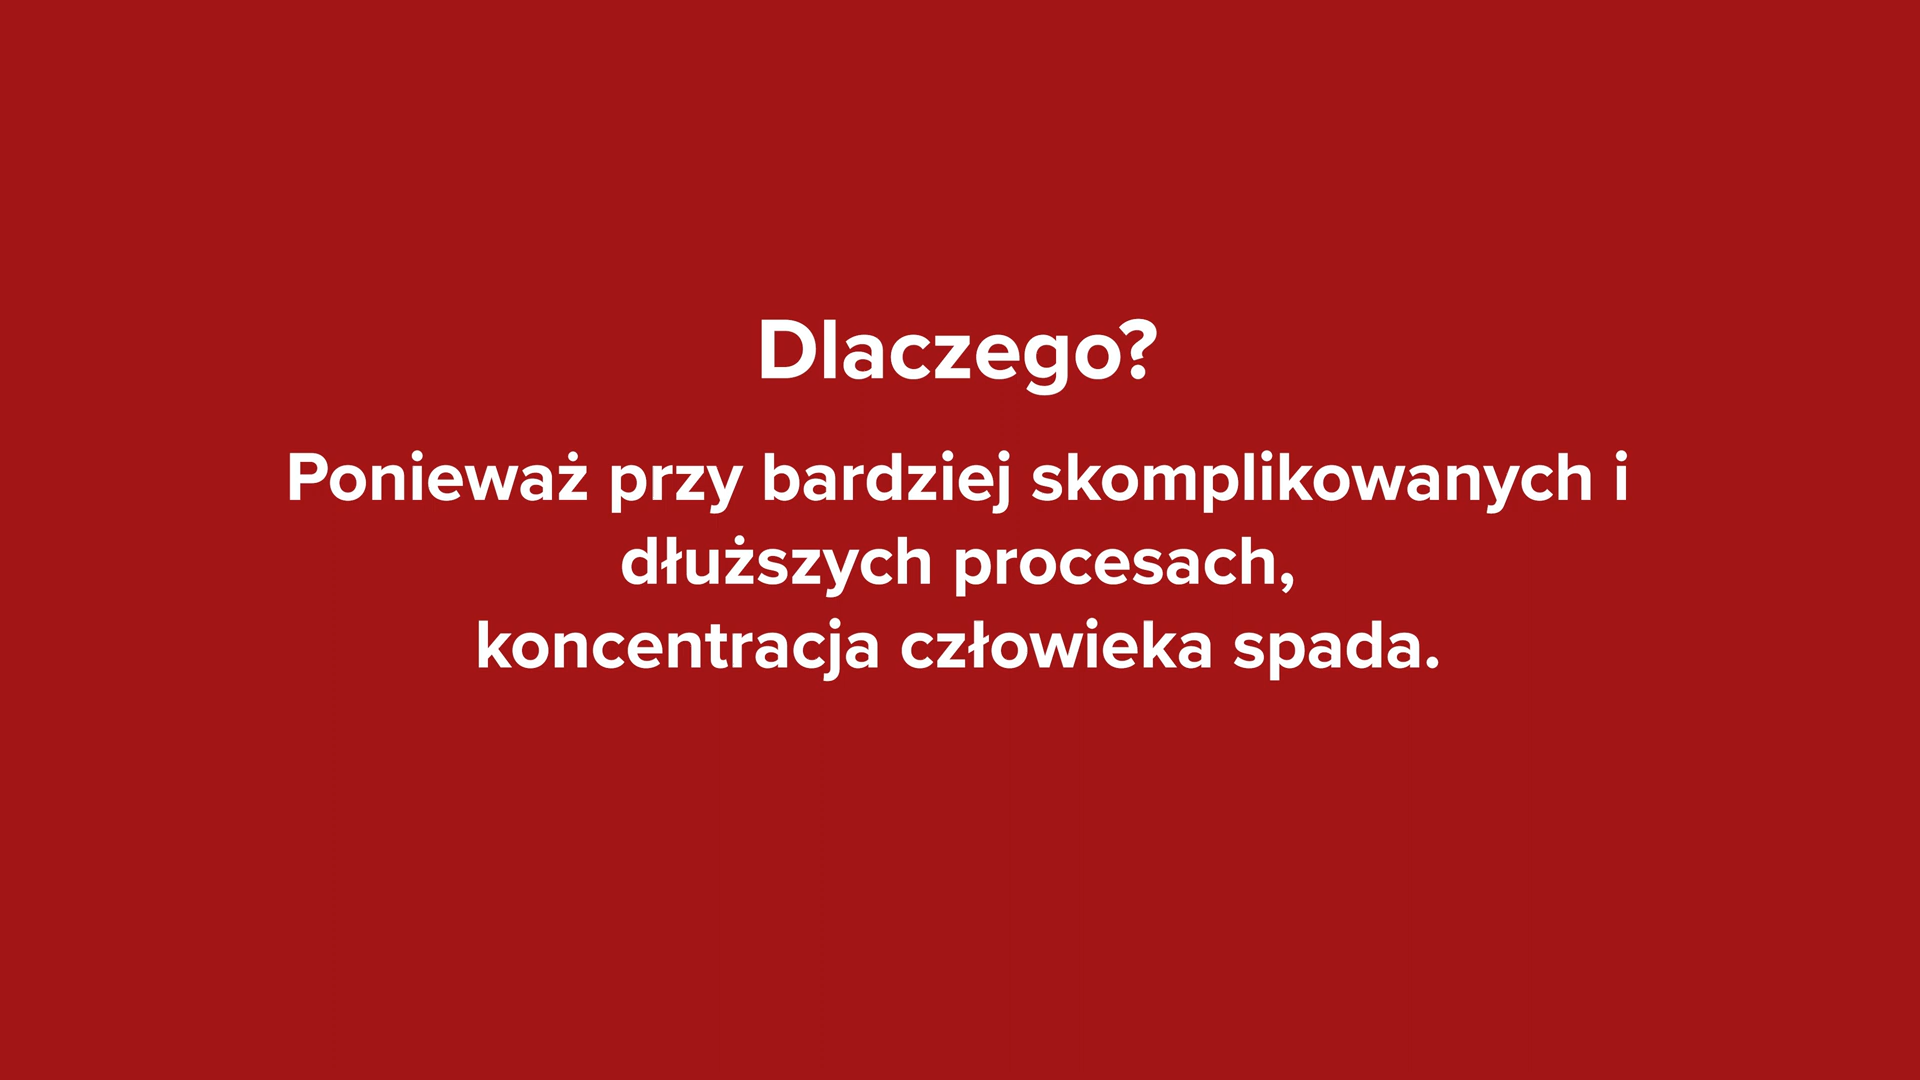 Dlaczego?
Ponieważ przy bardziej skomplikowanych i
dłuższych procesach,
koncentracja człowieka spada.